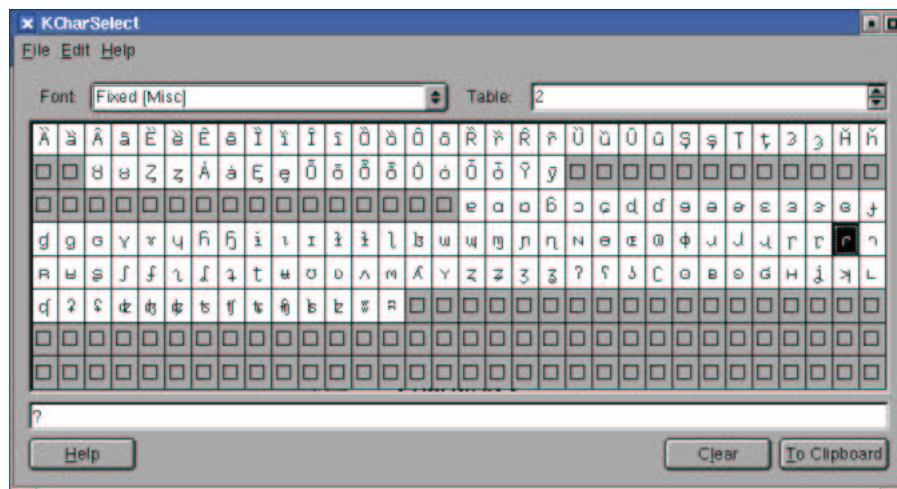 KCharSelect
File Edit Help
Font: Fixed [Misc] Table: 2
Ȁ ȁ Ȃ ȃ Ȅ ȅ Ȇ ȇ Ȉ ȉ Ȋ ȋ Ȍ ȍ Ȏ ȏ Ȑ ȑ Ȓ ȓ Ȕ ȕ Ȗ ȗ Ș ș Ț ț Ȝ ȝ Ȟ ȟ
Ȣ ȣ Ȥ ȥ Ȧ ȧ Ȩ ȩ Ȫ ȫ Ȭ ȭ Ȯ ȯ Ȱ ȱ Ȳ ȳ
ɐ ɑ ɒ ɓ ɔ ɕ ɖ ɗ ɘ ə ɚ ɛ ɜ ɝ ɞ ɟ
ɠ ɡ ɢ ɣ ɤ ɥ ɦ ɧ ɨ ɩ ɪ ɫ ɬ ɭ ɮ ɯ ɰ ɱ ɲ ɳ ɴ ɵ ɶ ɷ ɸ ɹ ɺ ɻ ɼ ɽ ɾ ɿ
ʀ ʁ ʂ ʃ ʄ ʅ ʆ ʇ ʈ ʉ ʊ ʋ ʌ ʍ ʎ ʏ ʐ ʑ ʒ ʓ ʔ ʕ ʖ ʗ ʘ ʙ ʚ ʛ ʜ ʝ ʞ ʟ
ʠ ʡ ʢ ʣ ʤ ʥ ʦ ʧ ʨ ʩ ʪ ʫ ʬ ʭ
?
Help Clear To Clipboard